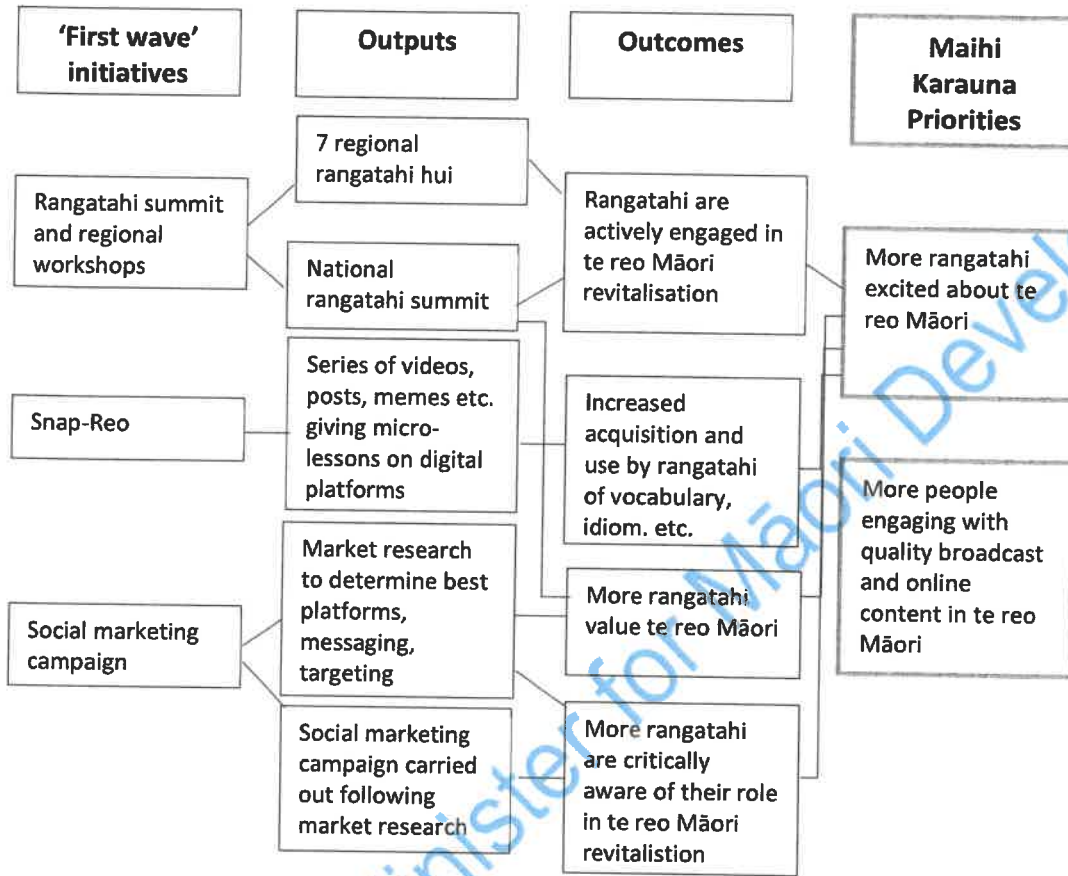 ‘First wave’
initiatives
Outputs
Outcomes
Maihi
Karauna
Priorities
Rangatahi summit
and regional
workshops
7 regional
rangatahi hui
National
rangatahi summit
Rangatahi are
actively engaged in
te reo Māori
revitalisation
More rangatahi
excited about te
reo Māori
Snap-Reo
Series of videos,
posts, memes etc.
giving micro-
lessons on digital
platforms
Increased
acquisition and
use by rangatahi
of vocabulary,
idiom. etc.
More people
engaging with
quality broadcast
and online
content in te reo
Māori
Social marketing
campaign
Market research
to determine best
platforms,
messaging,
targeting
Social marketing
campaign carried
out following
market research
More rangatahi
value te reo Māori
More rangatahi
are critically
aware of their role
in te reo Māori
revitalistion
inister for Māori Devel